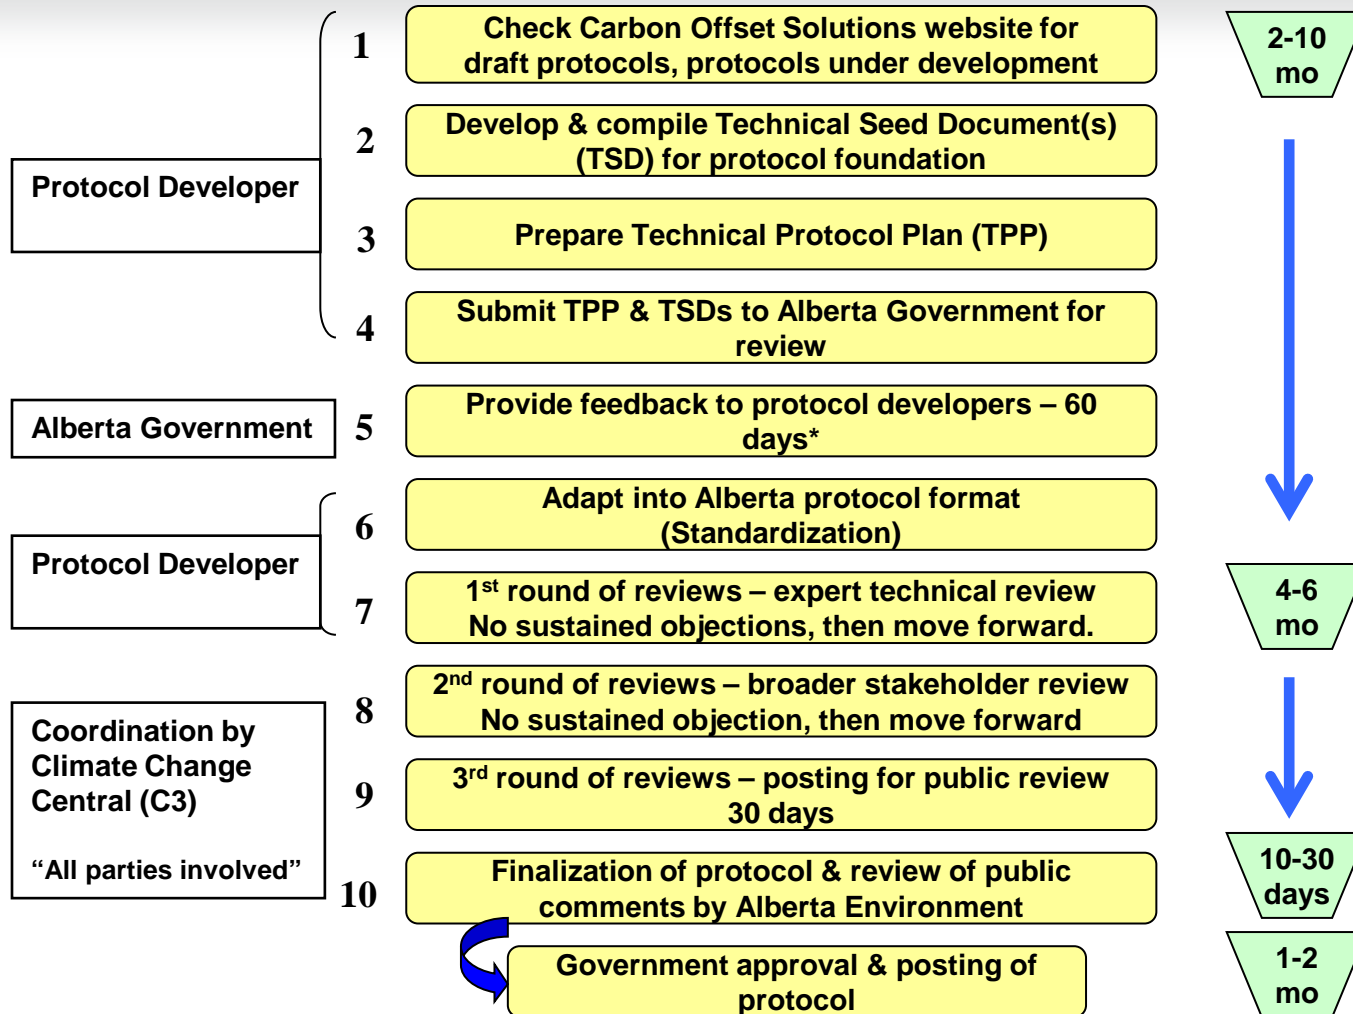 1
Check Carbon Offset Solutions website for
draft protocols, protocols under development
2-10
mo
2
Develop & compile Technical Seed Document(s)
(TSD) for protocol foundation
Protocol Developer
3
Prepare Technical Protocol Plan (TPP)
4
Submit TPP & TSDs to Alberta Government for
review
Alberta Government
5
Provide feedback to protocol developers – 60
days*
6
Adapt into Alberta protocol format
(Standardization)
Protocol Developer
7
1st round of reviews – expert technical review
No sustained objections, then move forward.
4-6
mo
8
2nd round of reviews – broader stakeholder review
No sustained objection, then move forward
Coordination by
Climate Change
Central (C3)
“All parties involved”
9
3rd round of reviews – posting for public review
30 days
10
Finalization of protocol & review of public
comments by Alberta Environment
10-30
days
Government approval & posting of
protocol
1-2
mo